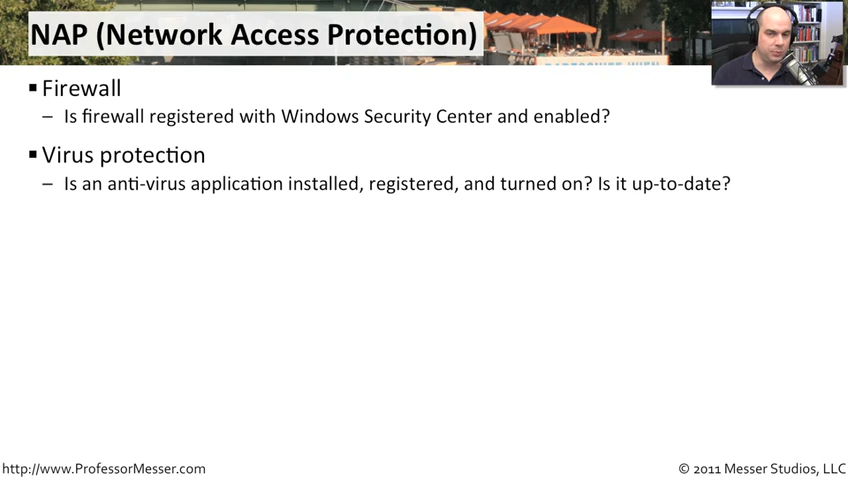 NAP (Network Access Protection)
Firewall
– Is firewall registered with Windows Security Center and enabled?
Virus protection
– Is an anti-virus application installed, registered, and turned on? Is it up-to-date?
http://www.ProfessorMesser.com
© 2011 Messer Studios, LLC